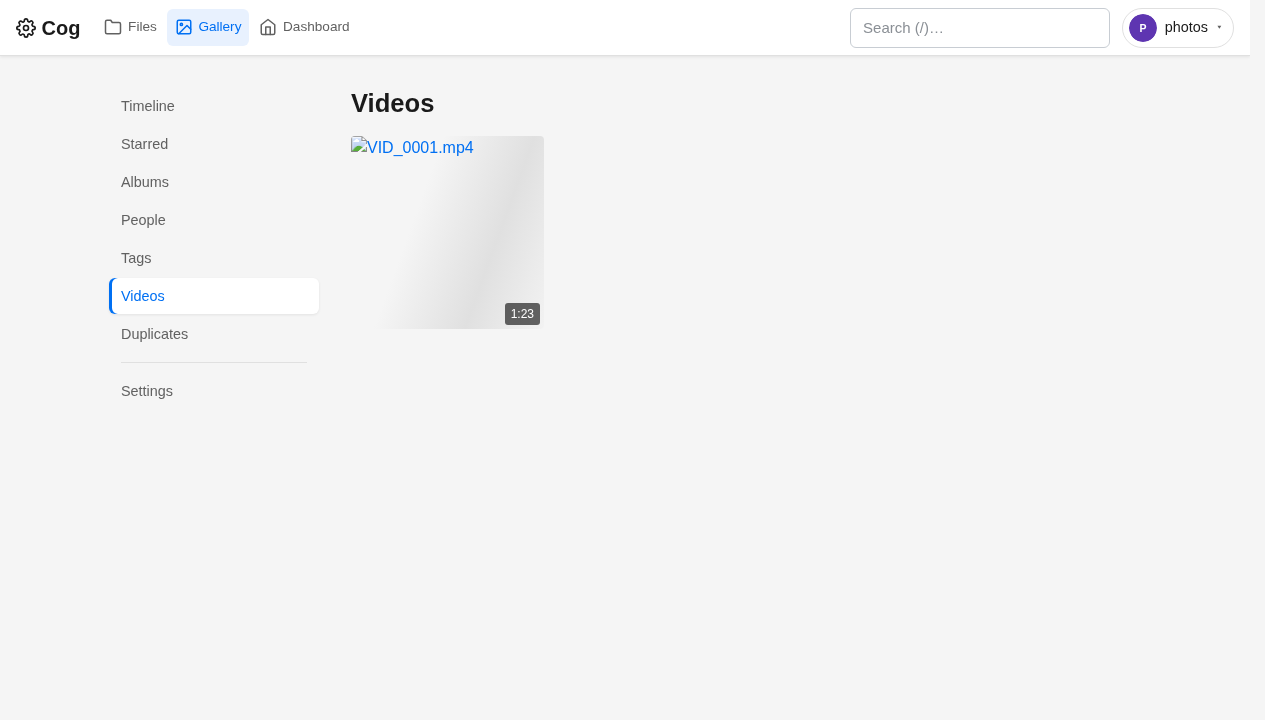 Cog
Files
Gallery
Dashboard
Search (/)…
P
photos
Timeline
Starred
Albums
People
Tags
Videos
Duplicates
Settings
Videos
VID_0001.mp4
1:23